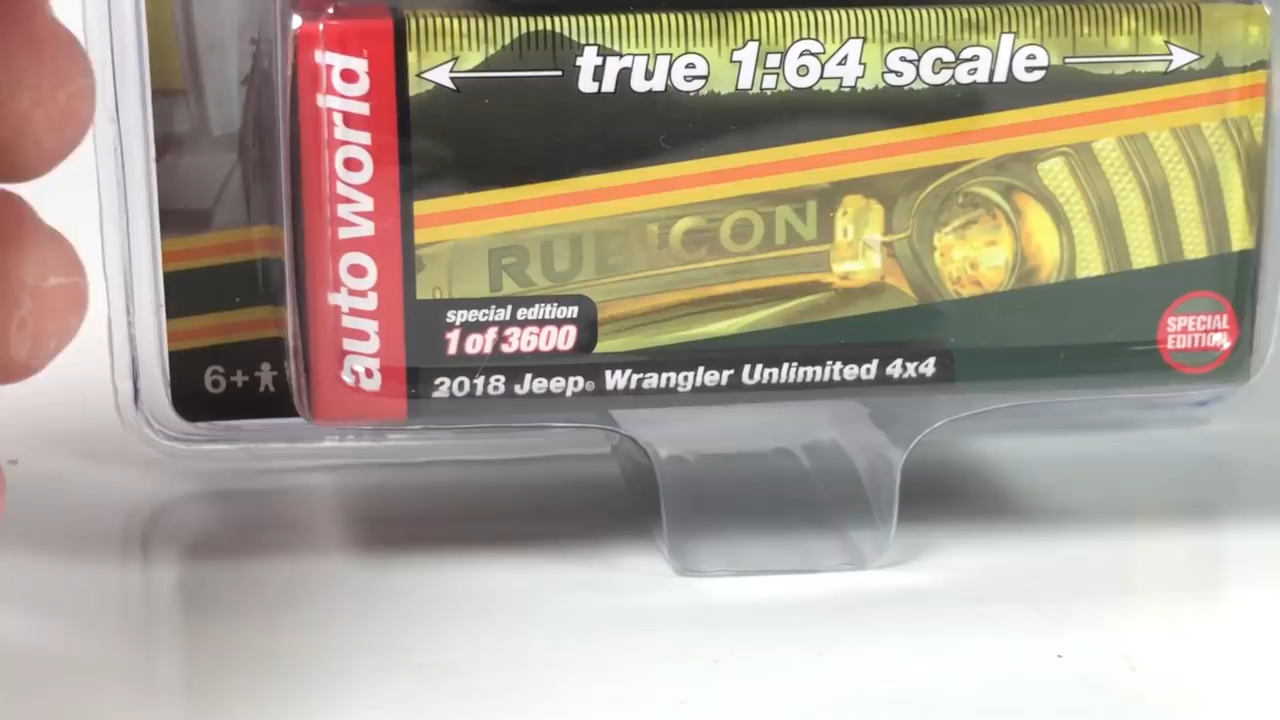 auto world
true 1:64 scale
RUBICON
special edition
1 of 3600
2018 Jeep® Wrangler Unlimited 4x4
SPECIAL
EDITION
6+